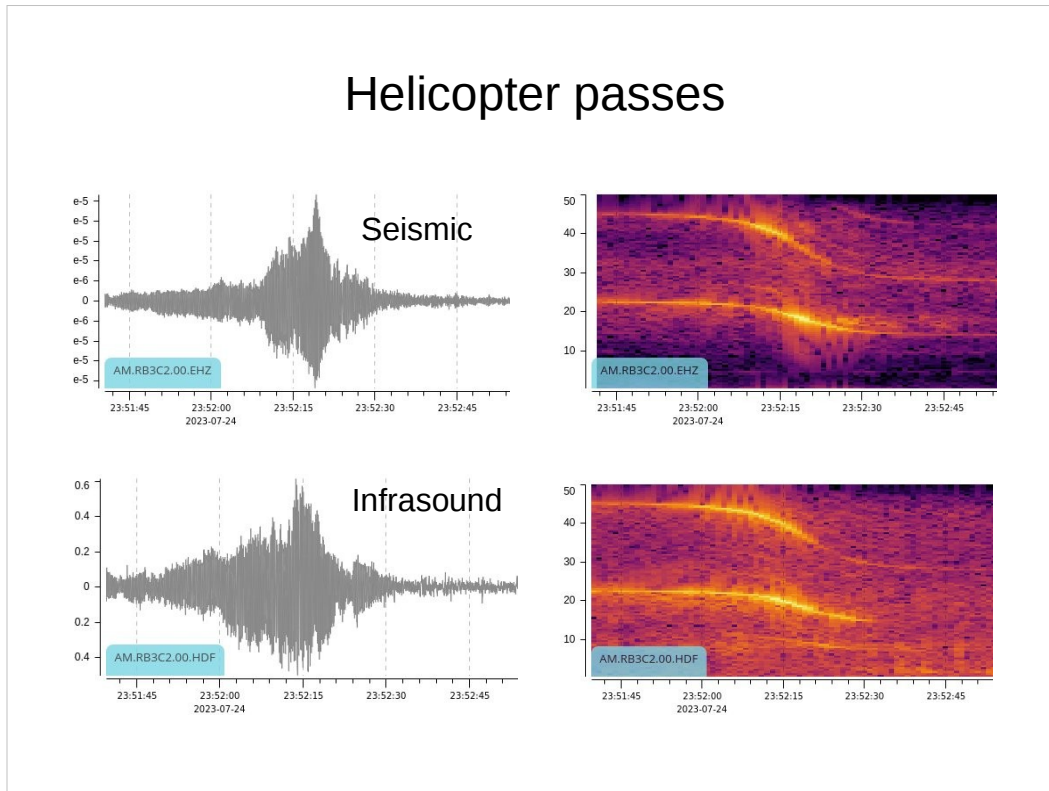 Helicopter passes
e-5
e-5
e-5
e-5
e-6
0
e-6
e-5
e-5
e-5
Seismic
AM.RB3C2.00.EHZ
23:51:45 23:52:00 23:52:15 23:52:30 23:52:45
2023-07-24
50
40
30
20
10
AM.RB3C2.00.EHZ
23:51:45 23:52:00 23:52:15 23:52:30 23:52:45
2023-07-24
0.6
0.4
0.2
0
0.2
0.4
Infrasound
AM.RB3C2.00.HDF
23:51:45 23:52:00 23:52:15 23:52:30 23:52:45
2023-07-24
50
40
30
20
10
AM.RB3C2.00.HDF
23:51:45 23:52:00 23:52:15 23:52:30 23:52:45
2023-07-24